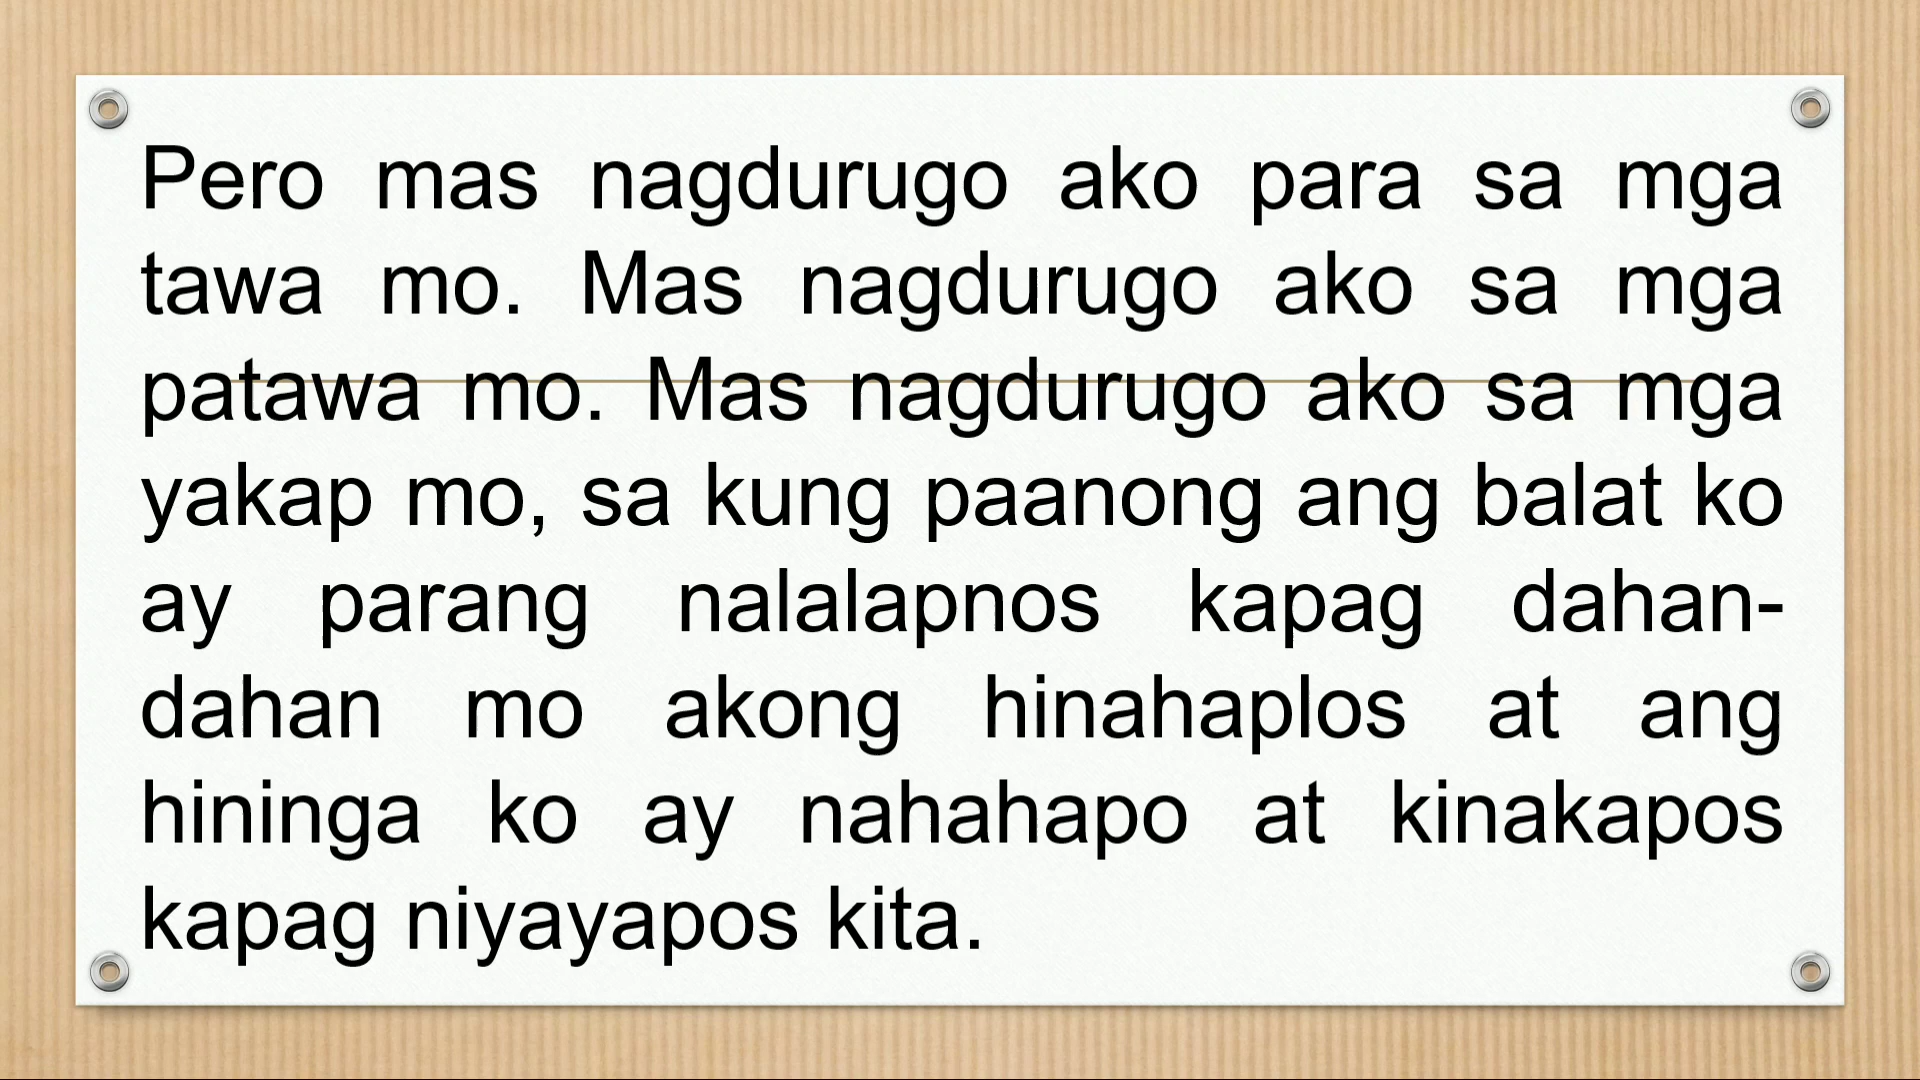 Pero mas nagdurugo ako para sa mga
tawa mo. Mas nagdurugo ako sa mga
patawa mo. Mas nagdurugo ako sa mga
yakap mo, sa kung paanong ang balat ko
ay parang nalalapnos kapag dahan-
dahan mo akong hinahaplos at ang
hininga ko ay nahahapo at kinakapos
kapag niyayapos kita.